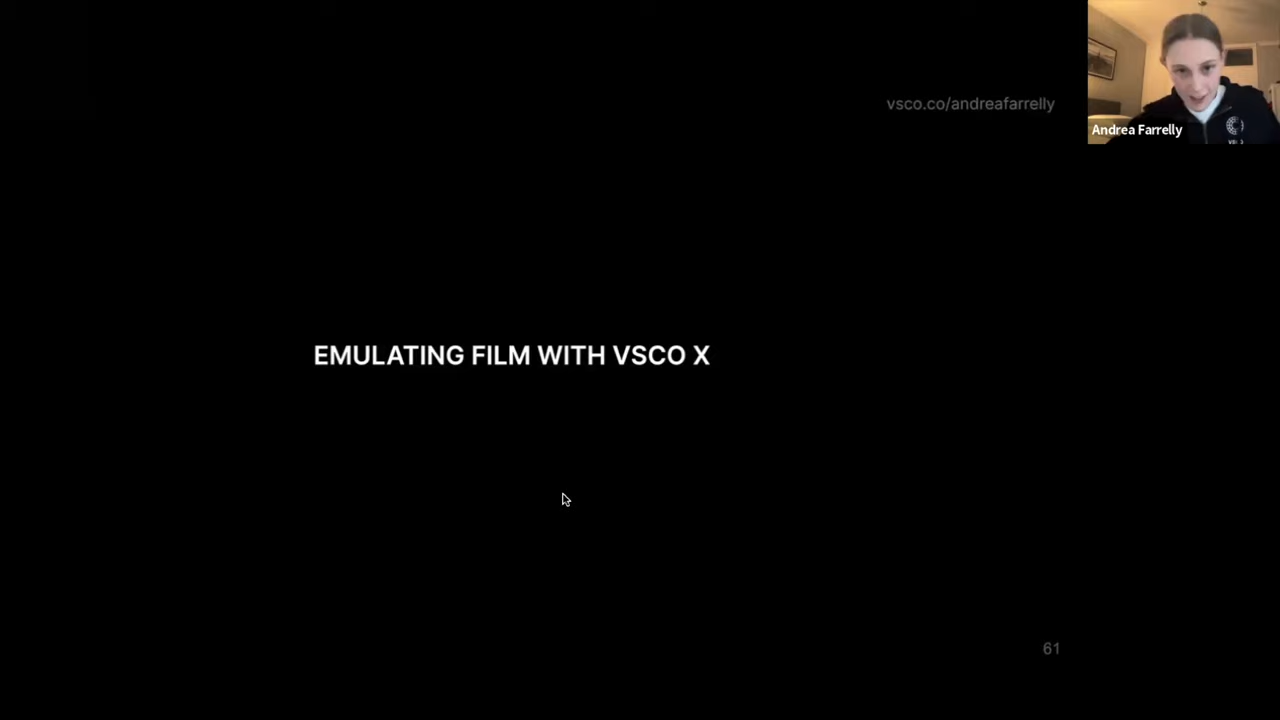 vsco.co/andreafarrelly
Andrea Farrelly
EMULATING FILM WITH VSCO X
61